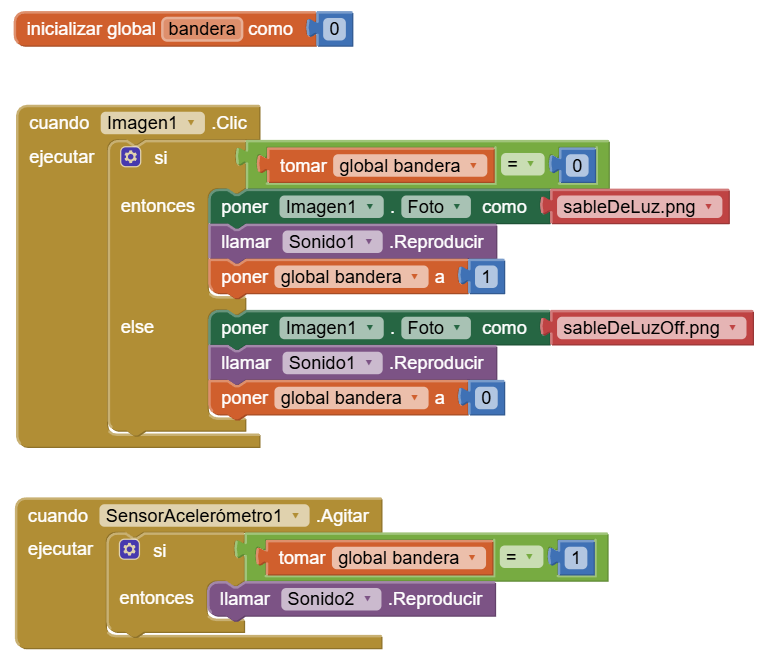 inicializar global bandera como 0
cuando Imagen1 .Clic
ejecutar si tomar global bandera = 0
entonces poner Imagen1 . Foto como sableDeLuz.png
llamar Sonido1 .Reproducir
poner global bandera a 1
else poner Imagen1 . Foto como sableDeLuzOff.png
llamar Sonido1 .Reproducir
poner global bandera a 0
cuando SensorAcelerómetro1 .Agitar
ejecutar si tomar global bandera = 1
entonces llamar Sonido2 .Reproducir